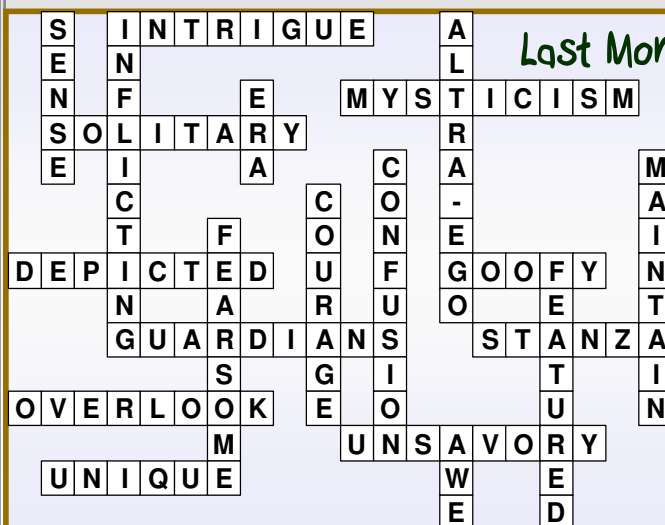 SENSE
INTRIGUE
INFLICTING
ALTRA-EGO
Last Mor
ERA
MYSTICISM
SOLITARY
CONFUSION
MAINTAIN
COURAGE
FEARSOME
DEPICTED
GOOFY
FEATURED
GUARDIANS
STANZA
OVERLOOK
UNSAVORY
AWE
UNIQUE